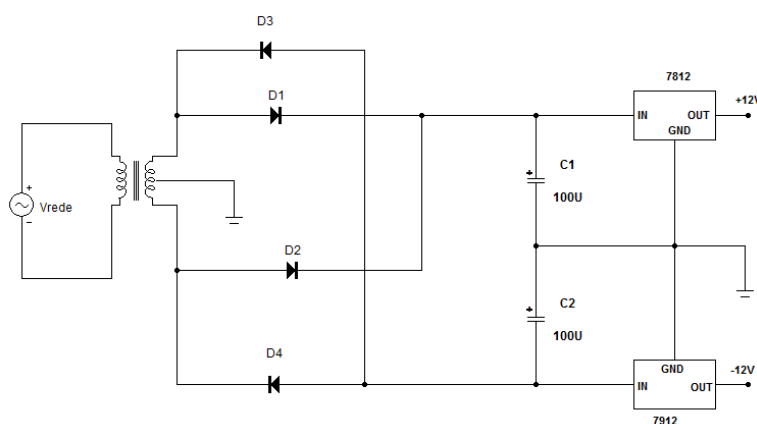 D3
7812
D1
+12V
IN
OUT
GND
C1
+
Vrede
-
+
100U
D2
C2
+
100U
D4
GND
-12V
IN
OUT
7912